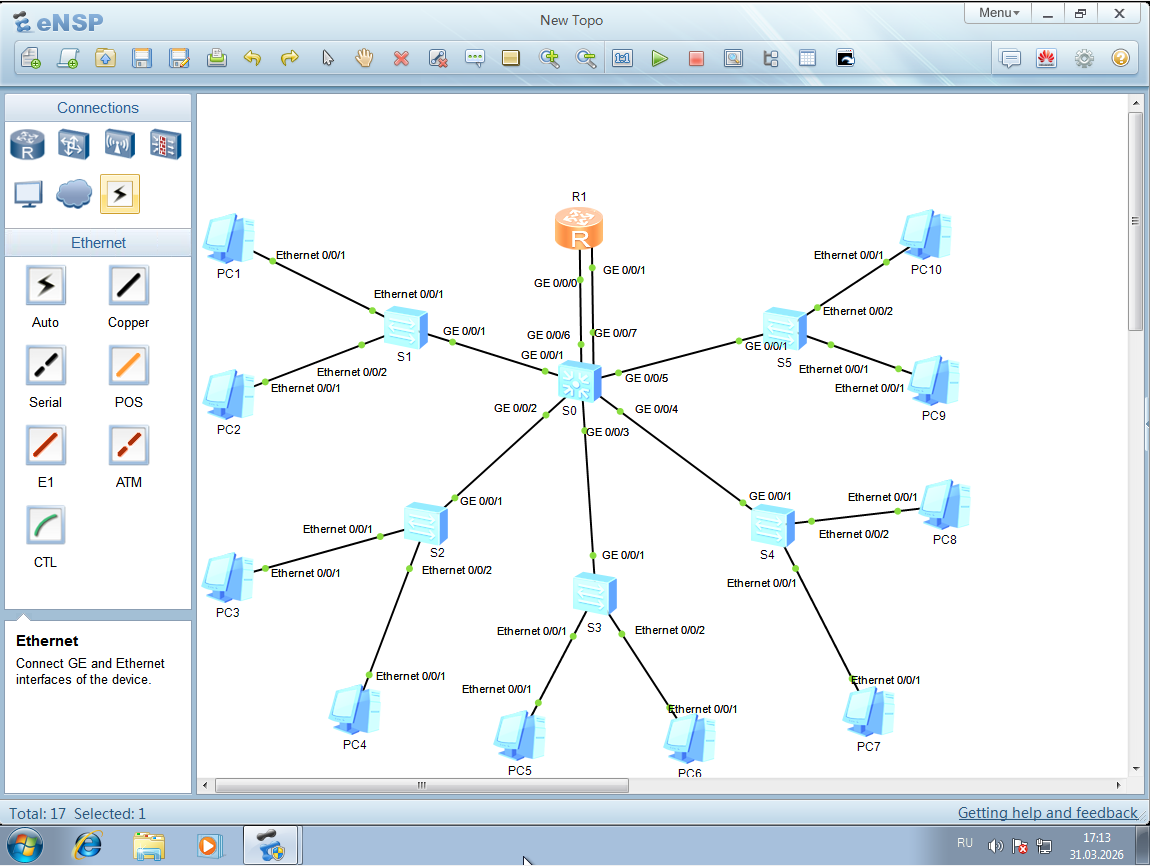 eNSP
New Topo
Menu
Connections
Ethernet
Auto
Copper
Serial
POS
E1
ATM
CTL
Ethernet
Connect GE and Ethernet
interfaces of the device.
R1
PC1
Ethernet 0/0/1
Ethernet 0/0/1
GE 0/0/1
S1
Ethernet 0/0/2
Ethernet 0/0/1
PC2
GE 0/0/0
GE 0/0/1
GE 0/0/6
GE 0/0/7
GE 0/0/1
GE 0/0/5
GE 0/0/2
S0
GE 0/0/4
GE 0/0/3
Ethernet 0/0/1
PC10
Ethernet 0/0/2
GE 0/0/1
S5
Ethernet 0/0/1
Ethernet 0/0/1
PC9
GE 0/0/1
Ethernet 0/0/1
S2
Ethernet 0/0/2
Ethernet 0/0/1
PC3
Ethernet 0/0/1
PC4
GE 0/0/1
S3
Ethernet 0/0/1
Ethernet 0/0/2
Ethernet 0/0/1
Ethernet 0/0/1
PC5
PC6
GE 0/0/1
Ethernet 0/0/1
Ethernet 0/0/2
PC8
S4
Ethernet 0/0/1
Ethernet 0/0/1
PC7
Total: 17 Selected: 1
Getting help and feedback
RU
17:13
31.03.2026